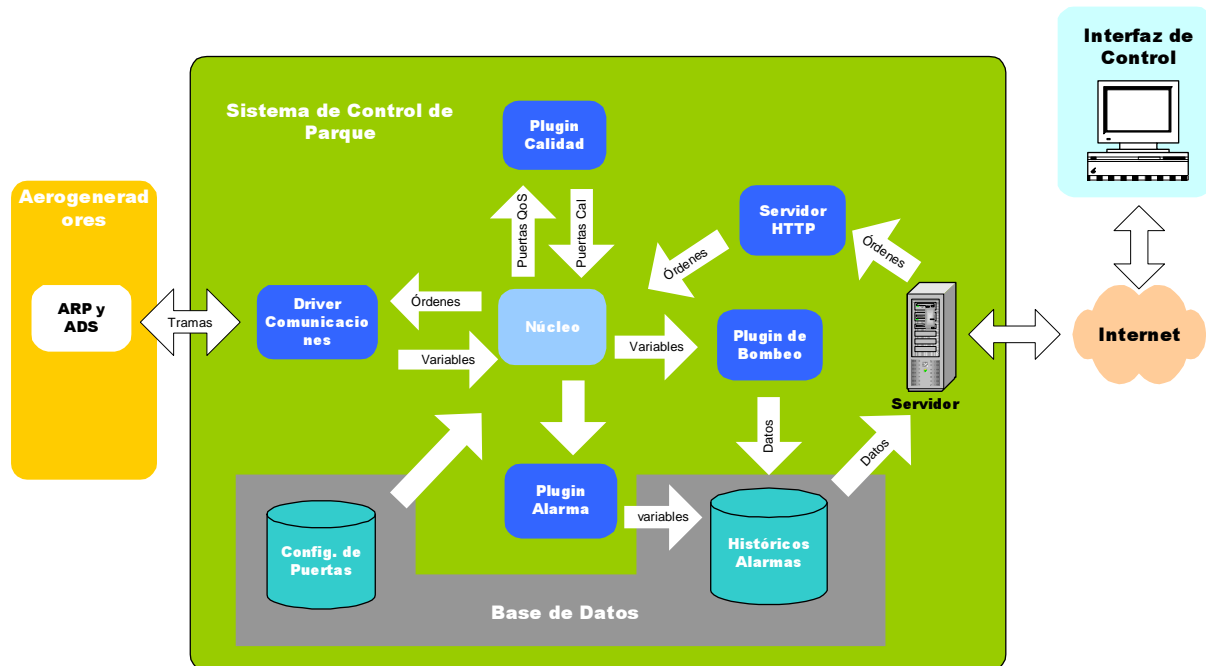 Interfaz de
Control
Sistema de Control de
Parque
Plugin
Calidad
Aerogenerad
ores
Puertas QoS
Puertas Cal
Servidor
HTTP
Órdenes
Órdenes
ARP y
ADS
Tramas
Driver
Comunicacio
nes
Órdenes
Variables
Núcleo
Variables
Plugin de
Bombeo
Servidor
Internet
Datos
Datos
Plugin
Alarma
variables
Config. de
Puertas
Históricos
Alarmas
Base de Datos